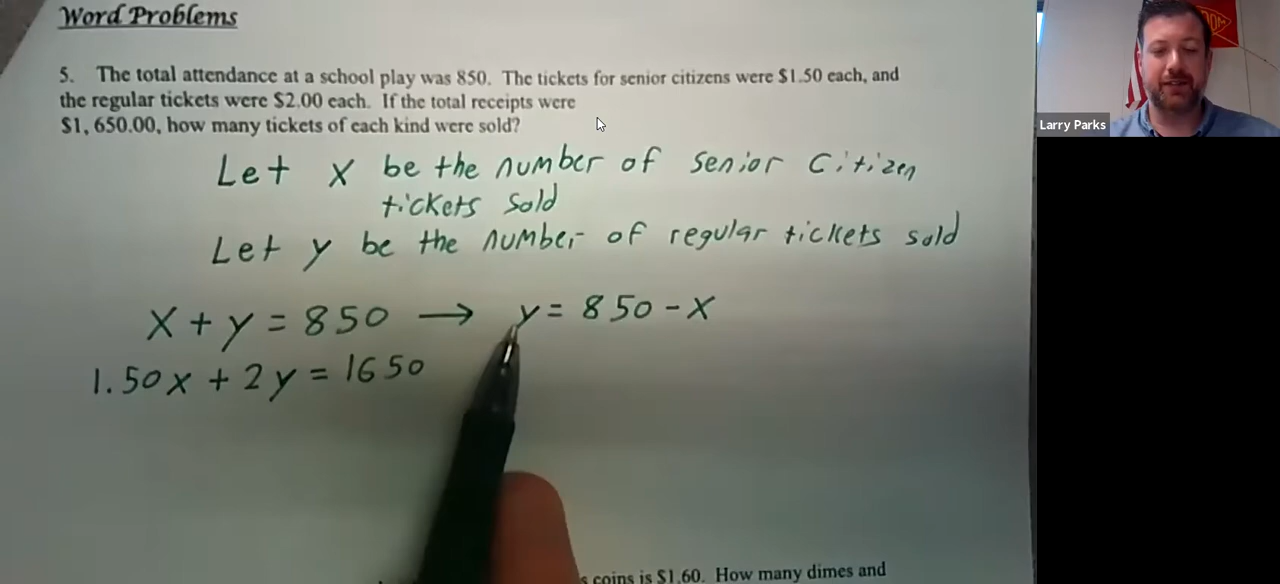 Word Problems
5. The total attendance at a school play was 850. The tickets for senior citizens were $1.50 each, and
the regular tickets were $2.00 each. If the total receipts were
$1, 650.00, how many tickets of each kind were sold?
Let x be the number of senior citizen
tickets sold
Let y be the number of regular tickets sold
x + y = 850 → y = 850 - x
1.50x + 2y = 1650
coins is $1.60. How many dimes and
Larry Parks